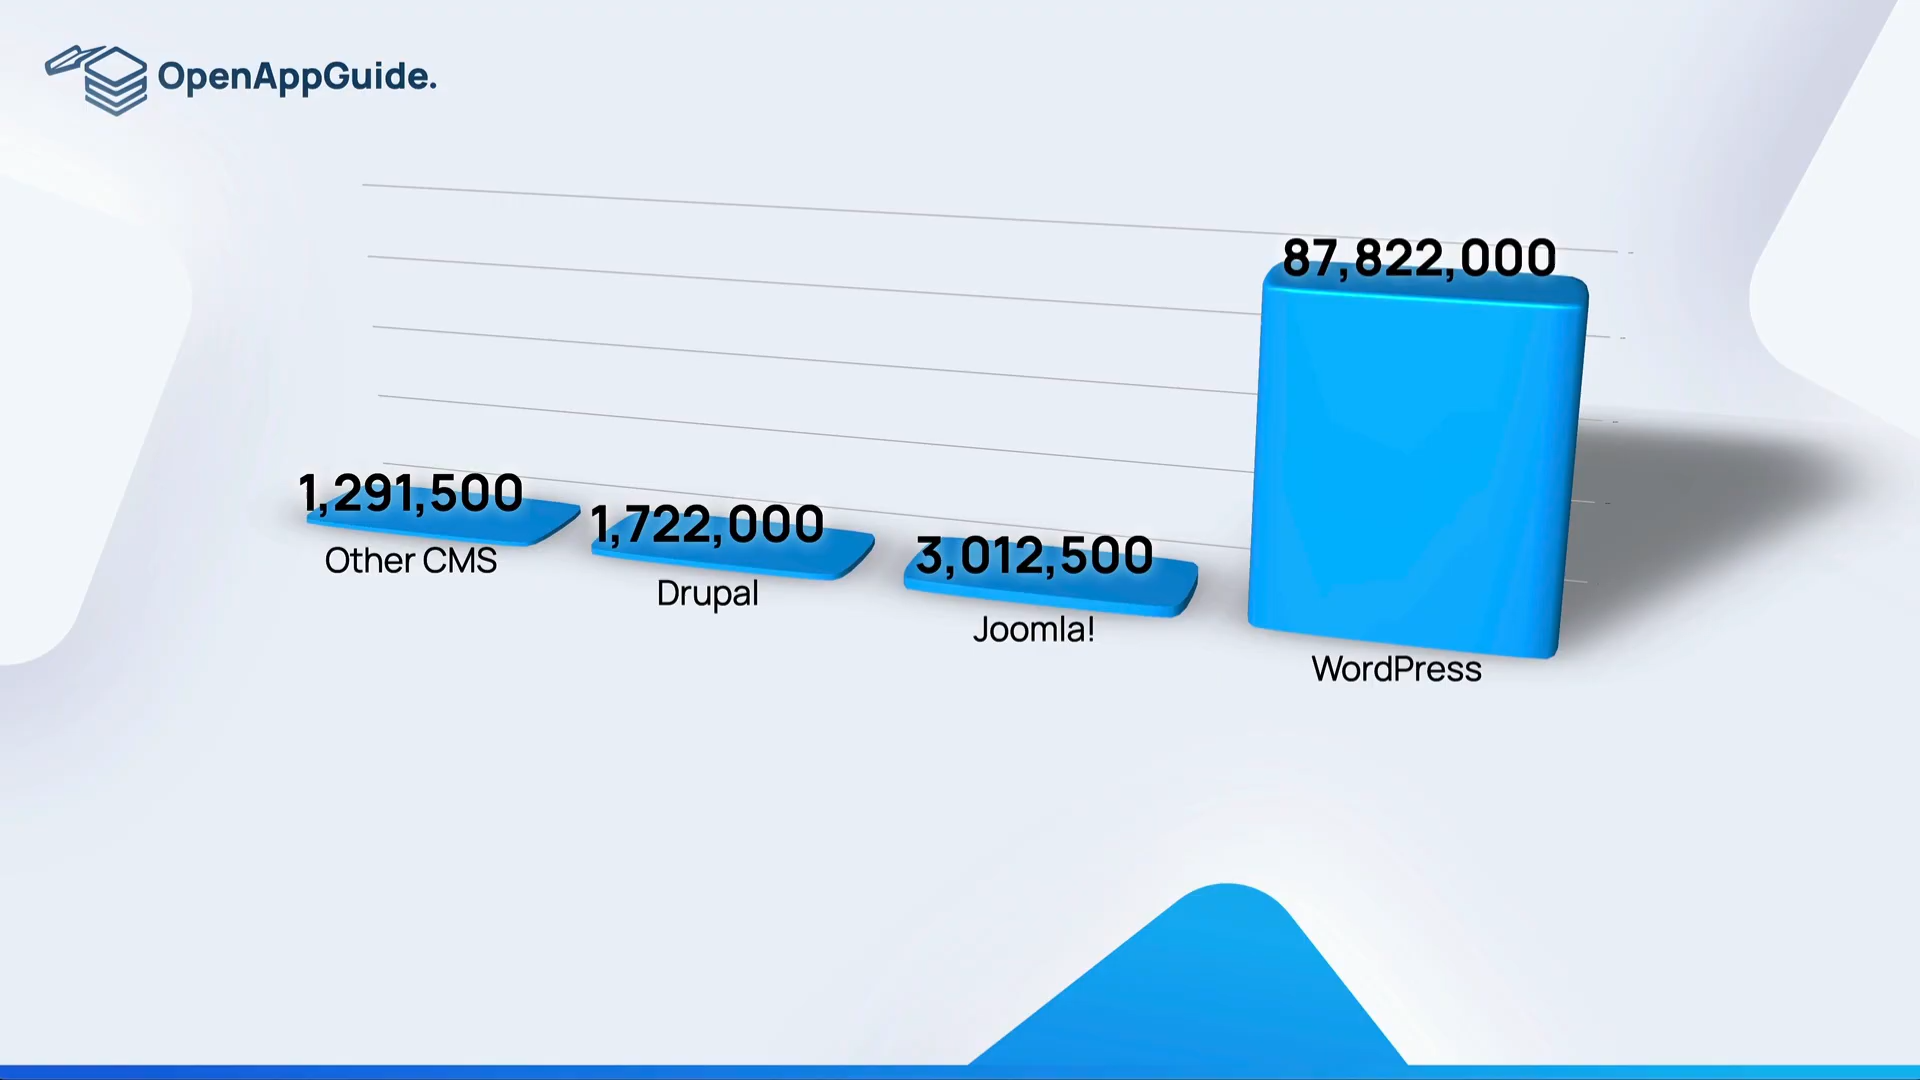 OpenAppGuide.
87,822,000
1,291,500
1,722,000
3,012,500
Other CMS
Drupal
Joomla!
WordPress